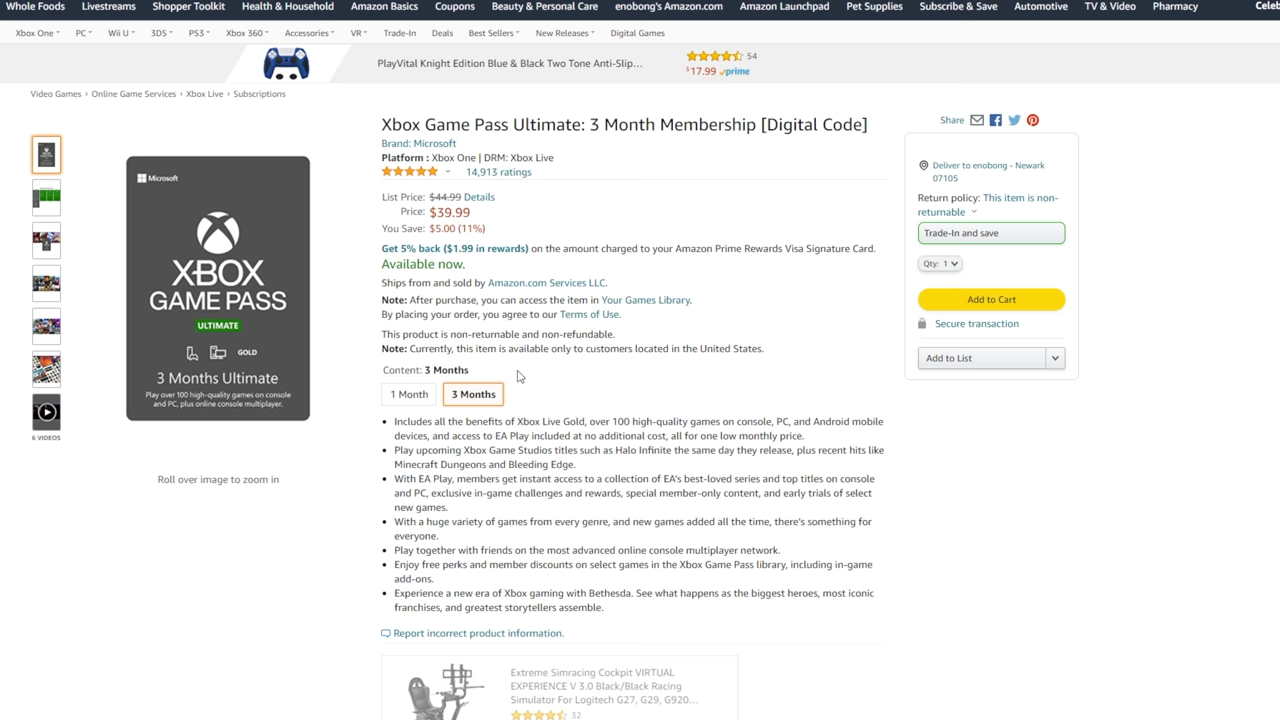 Whole Foods Livestreams Shopper Toolkit Health & Household Amazon Basics Coupons Beauty & Personal Care enobong's Amazon.com Amazon Launchpad Pet Supplies Subscribe & Save Automotive TV & Video Pharmacy Celeb
Xbox One PC Wii U 3DS PS3 Xbox 360 Accessories VR Trade-In Deals Best Sellers New Releases Digital Games
PlayVital Knight Edition Blue & Black Two Tone Anti-Slip... 54
$17.99 prime
Video Games › Online Game Services › Xbox Live › Subscriptions
Xbox Game Pass Ultimate: 3 Month Membership [Digital Code]
Brand: Microsoft
Platform : Xbox One | DRM: Xbox Live
14,913 ratings
List Price: $44.99 Details
Price: $39.99
You Save: $5.00 (11%)
Get 5% back ($1.99 in rewards) on the amount charged to your Amazon Prime Rewards Visa Signature Card.
Available now.
Ships from and sold by Amazon.com Services LLC.
Note: After purchase, you can access the item in Your Games Library.
By placing your order, you agree to our Terms of Use.
This product is non-returnable and non-refundable.
Note: Currently, this item is available only to customers located in the United States.
Content: 3 Months
1 Month 3 Months
• Includes all the benefits of Xbox Live Gold, over 100 high-quality games on console, PC, and Android mobile
devices, and access to EA Play included at no additional cost, all for one low monthly price.
• Play upcoming Xbox Game Studios titles such as Halo Infinite the same day they release, plus recent hits like
Minecraft Dungeons and Bleeding Edge.
• With EA Play, members get instant access to a collection of EA's best-loved series and top titles on console
and PC, exclusive in-game challenges and rewards, special member-only content, and early trials of select
new games.
• With a huge variety of games from every genre, and new games added all the time, there's something for
everyone.
• Play together with friends on the most advanced online console multiplayer network.
• Enjoy free perks and member discounts on select games in the Xbox Game Pass library, including in-game
add-ons.
• Experience a new era of Xbox gaming with Bethesda. See what happens as the biggest heroes, most iconic
franchises, and greatest storytellers assemble.
Report incorrect product information.
Extreme Simracing Cockpit VIRTUAL
EXPERIENCE V 3.0 Black/Black Racing
Simulator For Logitech G27, G29, G920...
32
Microsoft
XBOX
GAME PASS
ULTIMATE
GOLD
3 Months Ultimate
Play over 100 high-quality games on console
and PC, plus online console multiplayer.
6 VIDEOS
Roll over image to zoom in
Share
Deliver to enobong - Newark
07105
Return policy: This item is non-
returnable
Trade-In and save
Qty: 1
Add to Cart
Secure transaction
Add to List